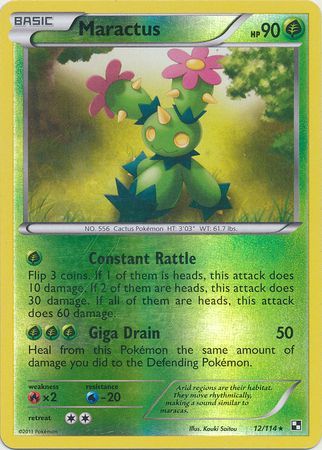 BASIC
Maractus
HP 90
NO. 556 Cactus Pokémon HT: 3'03" WT: 61.7 lbs.
Constant Rattle
Flip 3 coins. If 1 of them is heads, this attack does
10 damage. If 2 of them are heads, this attack does
30 damage. If all of them are heads, this attack
does 60 damage.
Giga Drain 50
Heal from this Pokémon the same amount of
damage you did to the Defending Pokémon.
weakness resistance
×2 -20
retreat
Arid regions are their habitat.
They move rhythmically,
making a sound similar to
maracas.
©2011 Pokémon
Illus. Kouki Saitou
12/114★